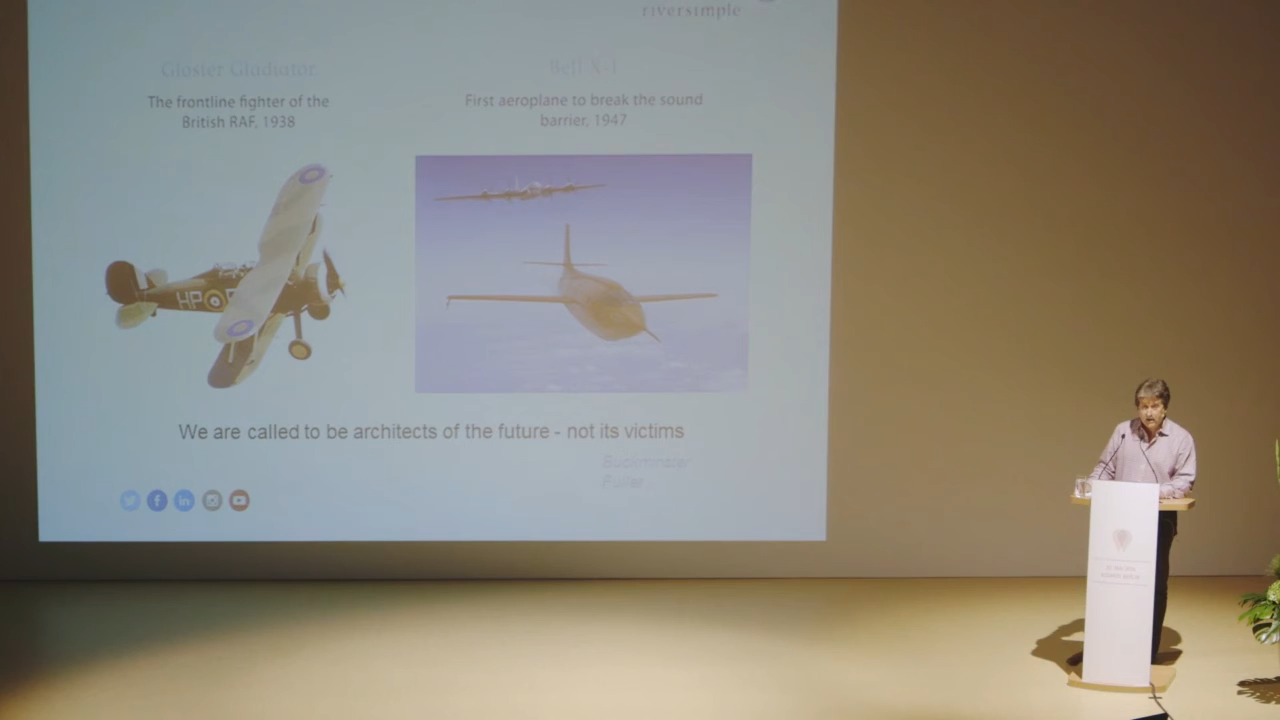 riversimple
Gloster Gladiator
The frontline fighter of the
British RAF, 1938
Bell X-1
First aeroplane to break the sound
barrier, 1947
HP
We are called to be architects of the future - not its victims
Buckminster
Fuller